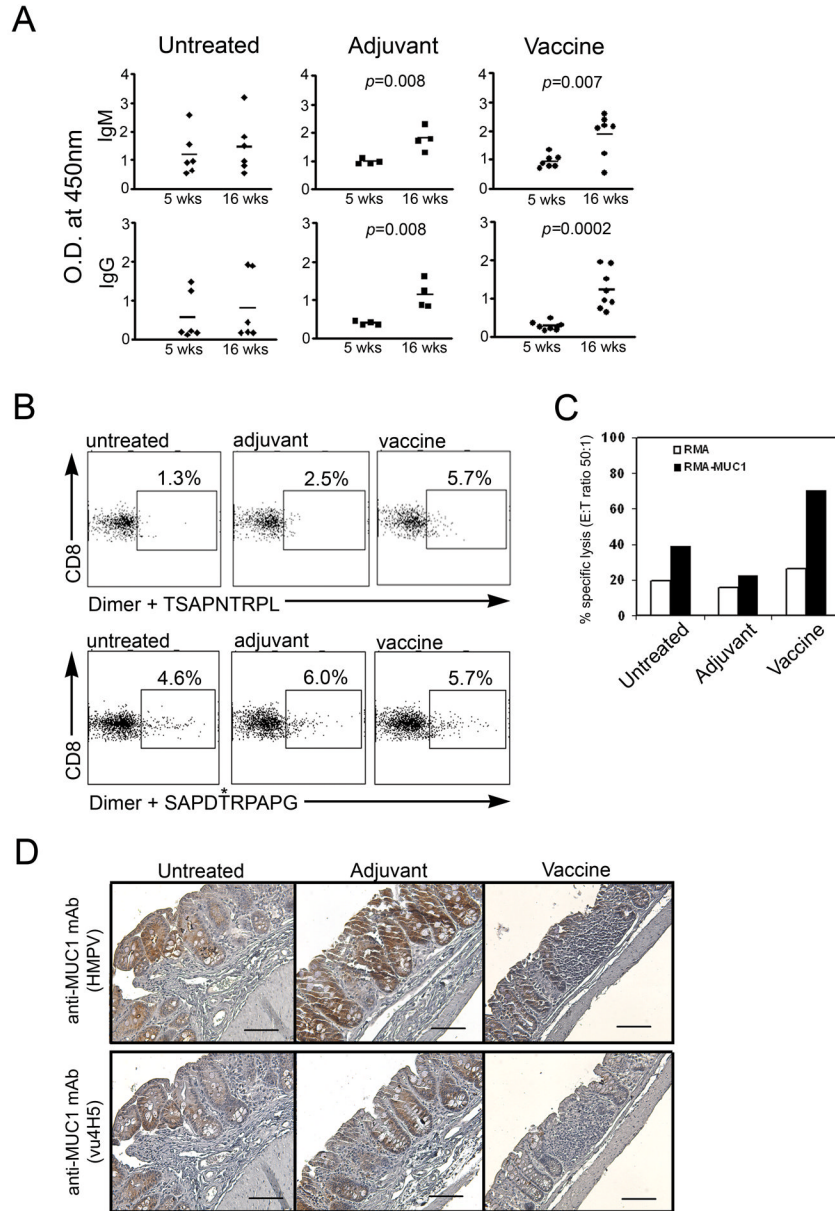 A
Untreated
Adjuvant
Vaccine
O.D. at 450nm
IgM
4
3
2
1
0
5 wks
16 wks
p=0.008
4
3
2
1
0
5 wks
16 wks
p=0.007
4
3
2
1
0
5 wks
16 wks
IgG
3
2
1
0
5 wks
16 wks
p=0.008
3
2
1
0
5 wks
16 wks
p=0.0002
3
2
1
0
5 wks
16 wks
B
untreated
adjuvant
vaccine
1.3%
2.5%
5.7%
CD8
Dimer + TSAPNTRPL
untreated
adjuvant
vaccine
4.6%
6.0%
5.7%
CD8
*
Dimer + SAPDTRPAPG
C
% specific lysis (E:T ratio 50:1)
100
80
60
40
20
0
RMA
RMA-MUC1
Untreated
Adjuvant
Vaccine
D
Untreated
Adjuvant
Vaccine
anti-MUC1 mAb
(HMPV)
anti-MUC1 mAb
(vu4H5)